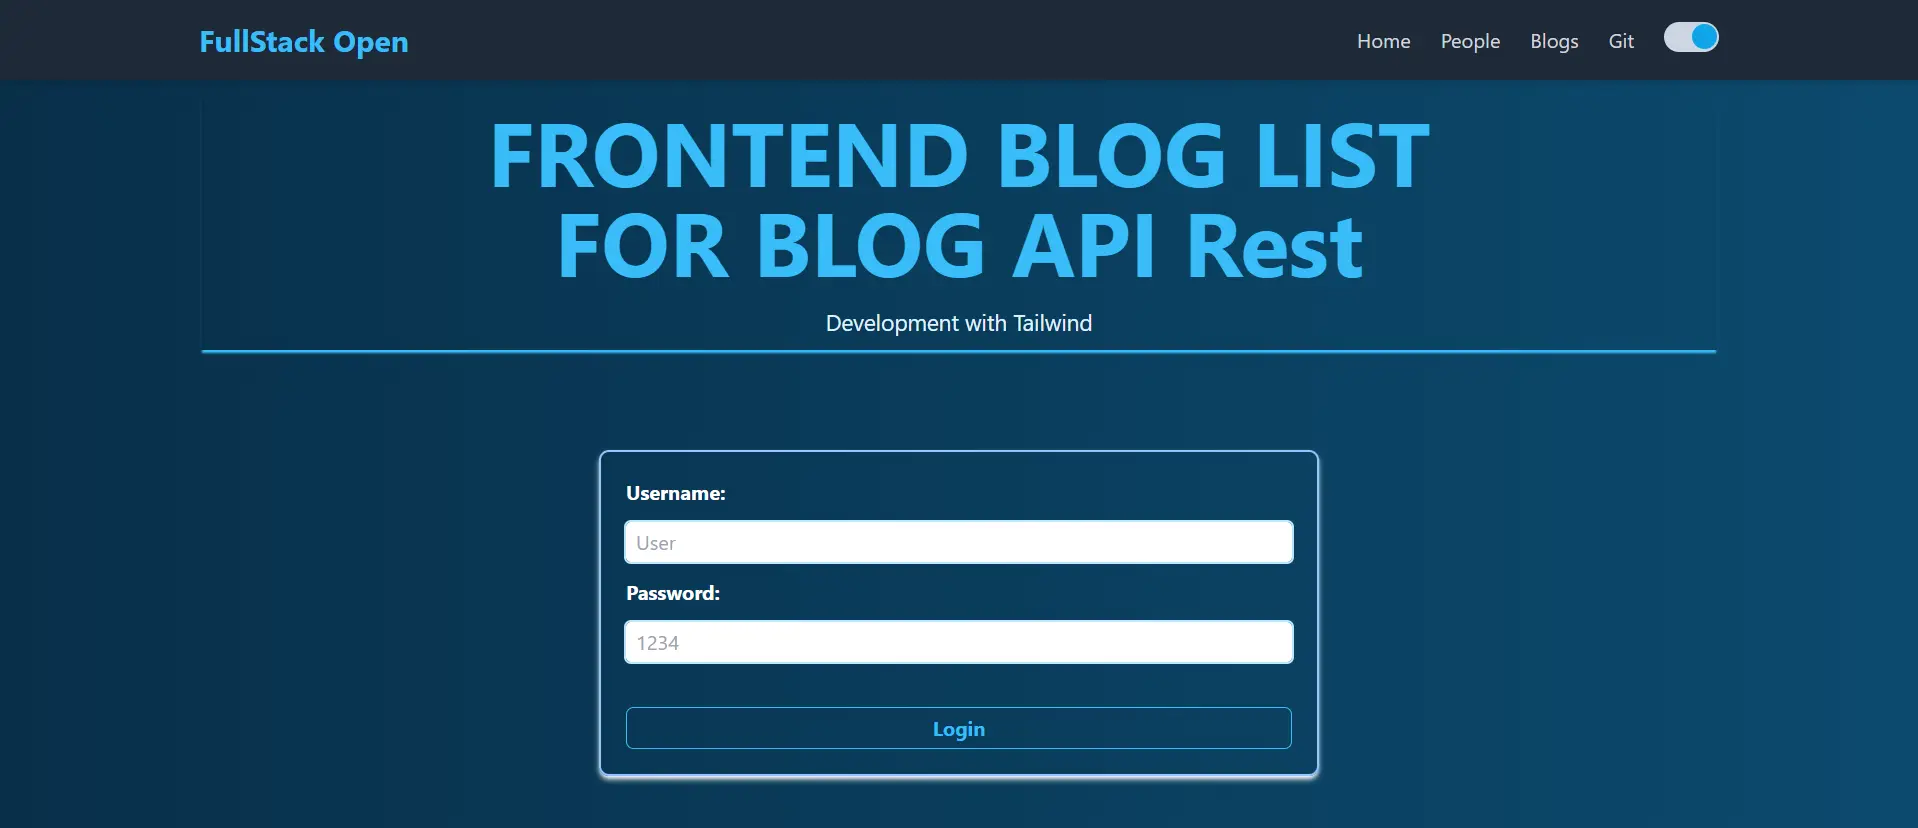 FullStack Open
Home People Blogs Git
FRONTEND BLOG LIST
FOR BLOG API Rest
Development with Tailwind
Username:
User
Password:
1234
Login